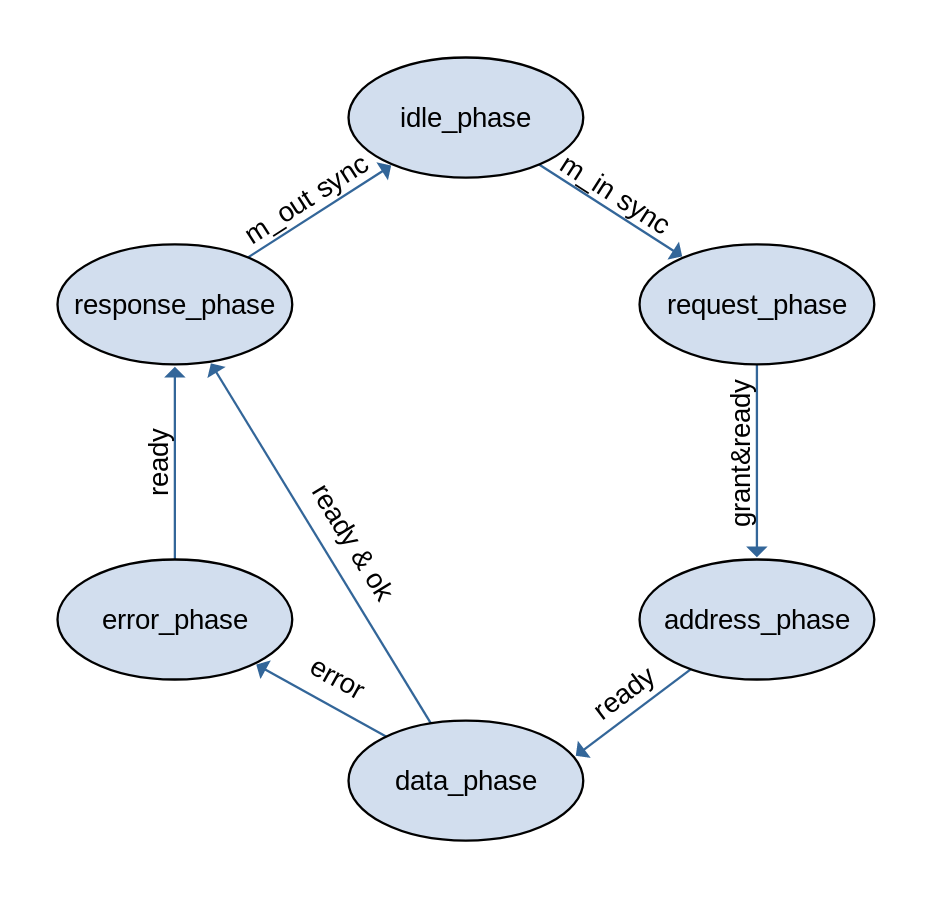 idle_phase
m_out sync
m_in sync
response_phase
request_phase
grant&ready
ready
ready & ok
error_phase
address_phase
error
ready
data_phase